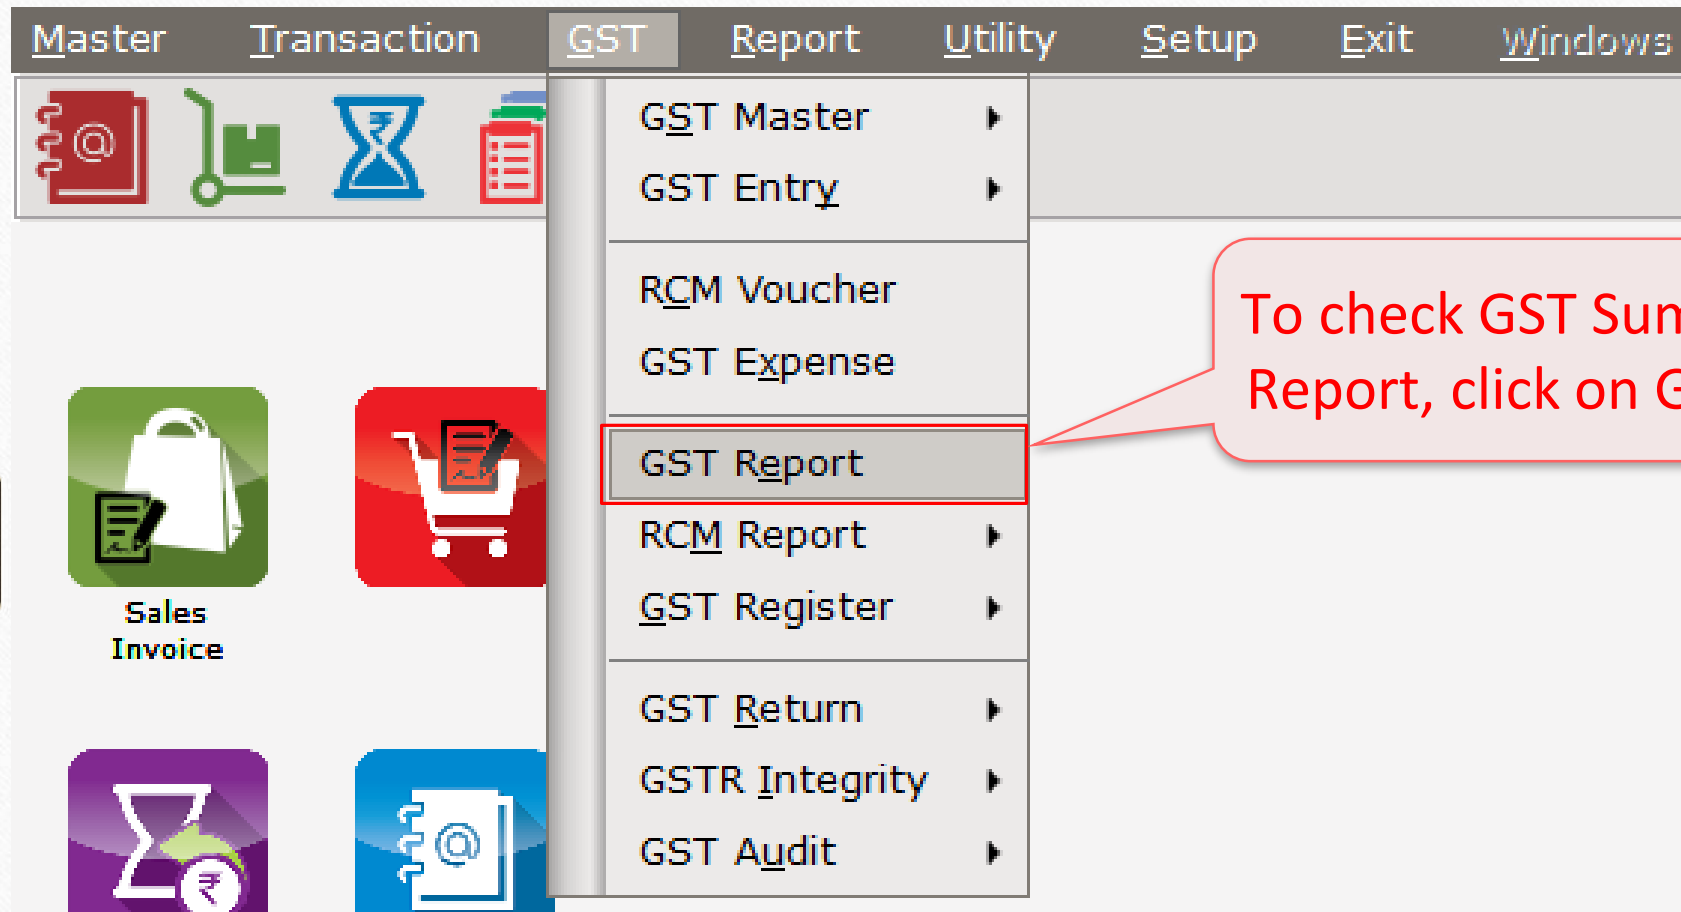 Master Transaction GST Report Utility Setup Exit Windows
GST Master
GST Entry
RCM Voucher
GST Expense
GST Report
RCM Report
GST Register
GST Return
GSTR Integrity
GST Audit
To check GST
Report, click on
Sales
Invoice